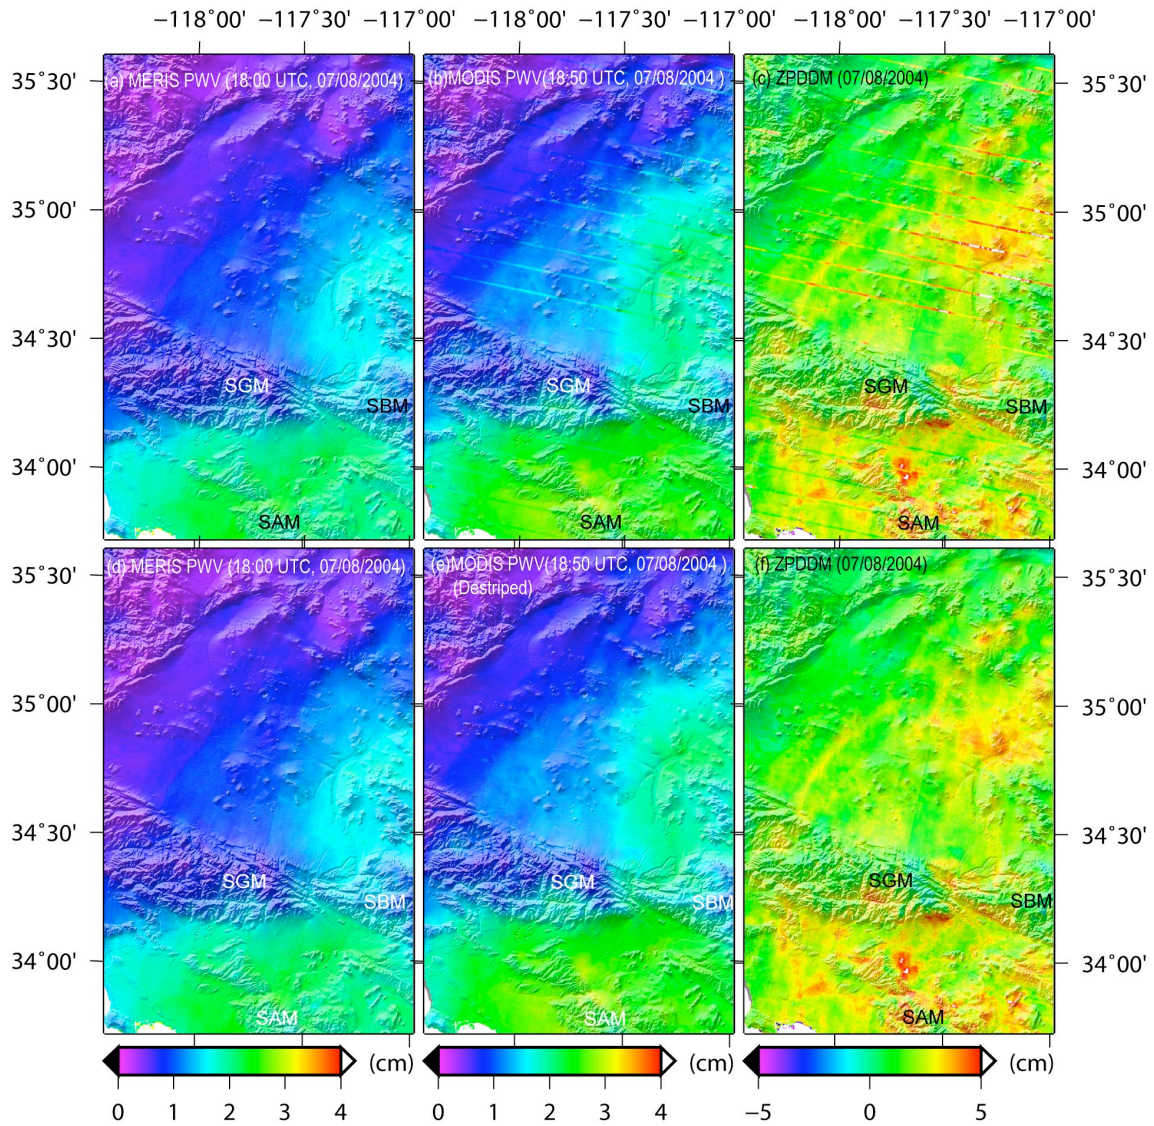 −118˚00' −117˚30' −117˚00' −118˚00' −117˚30' −117˚00' −118˚00' −117˚30' −117˚00'
(a) MERIS PWV (18:00 UTC, 07/08/2004)
(b)MODIS PWV(18:50 UTC, 07/08/2004 )
(c) ZPDDM (07/08/2004)
35˚30' 35˚30'
35˚00' 35˚00'
34˚30' 34˚30'
SGM SGM SGM
SBM SBM SBM
34˚00' 34˚00'
SAM SAM SAM
(d) MERIS PWV (18:00 UTC, 07/08/2004)
(e)MODIS PWV(18:50 UTC, 07/08/2004 )
(Destriped)
(f) ZPDDM (07/08/2004)
35˚30' 35˚30'
35˚00' 35˚00'
34˚30' 34˚30'
SGM SGM SGM
SBM SBM SBM
34˚00' 34˚00'
SAM SAM SAM
(cm) (cm) (cm)
0 1 2 3 4 0 1 2 3 4 −5 0 5